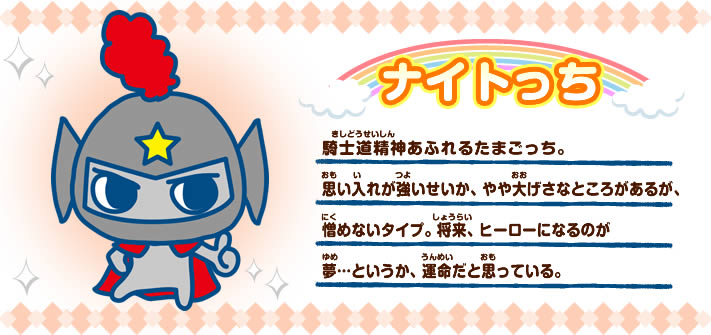 ナイトっち
騎士道精神あふれるたまごっち。
思い入れが強いせいか、やや大げさなところがあるが、
憎めないタイプ。将来、ヒーローになるのが
夢…というか、運命だと思っている。